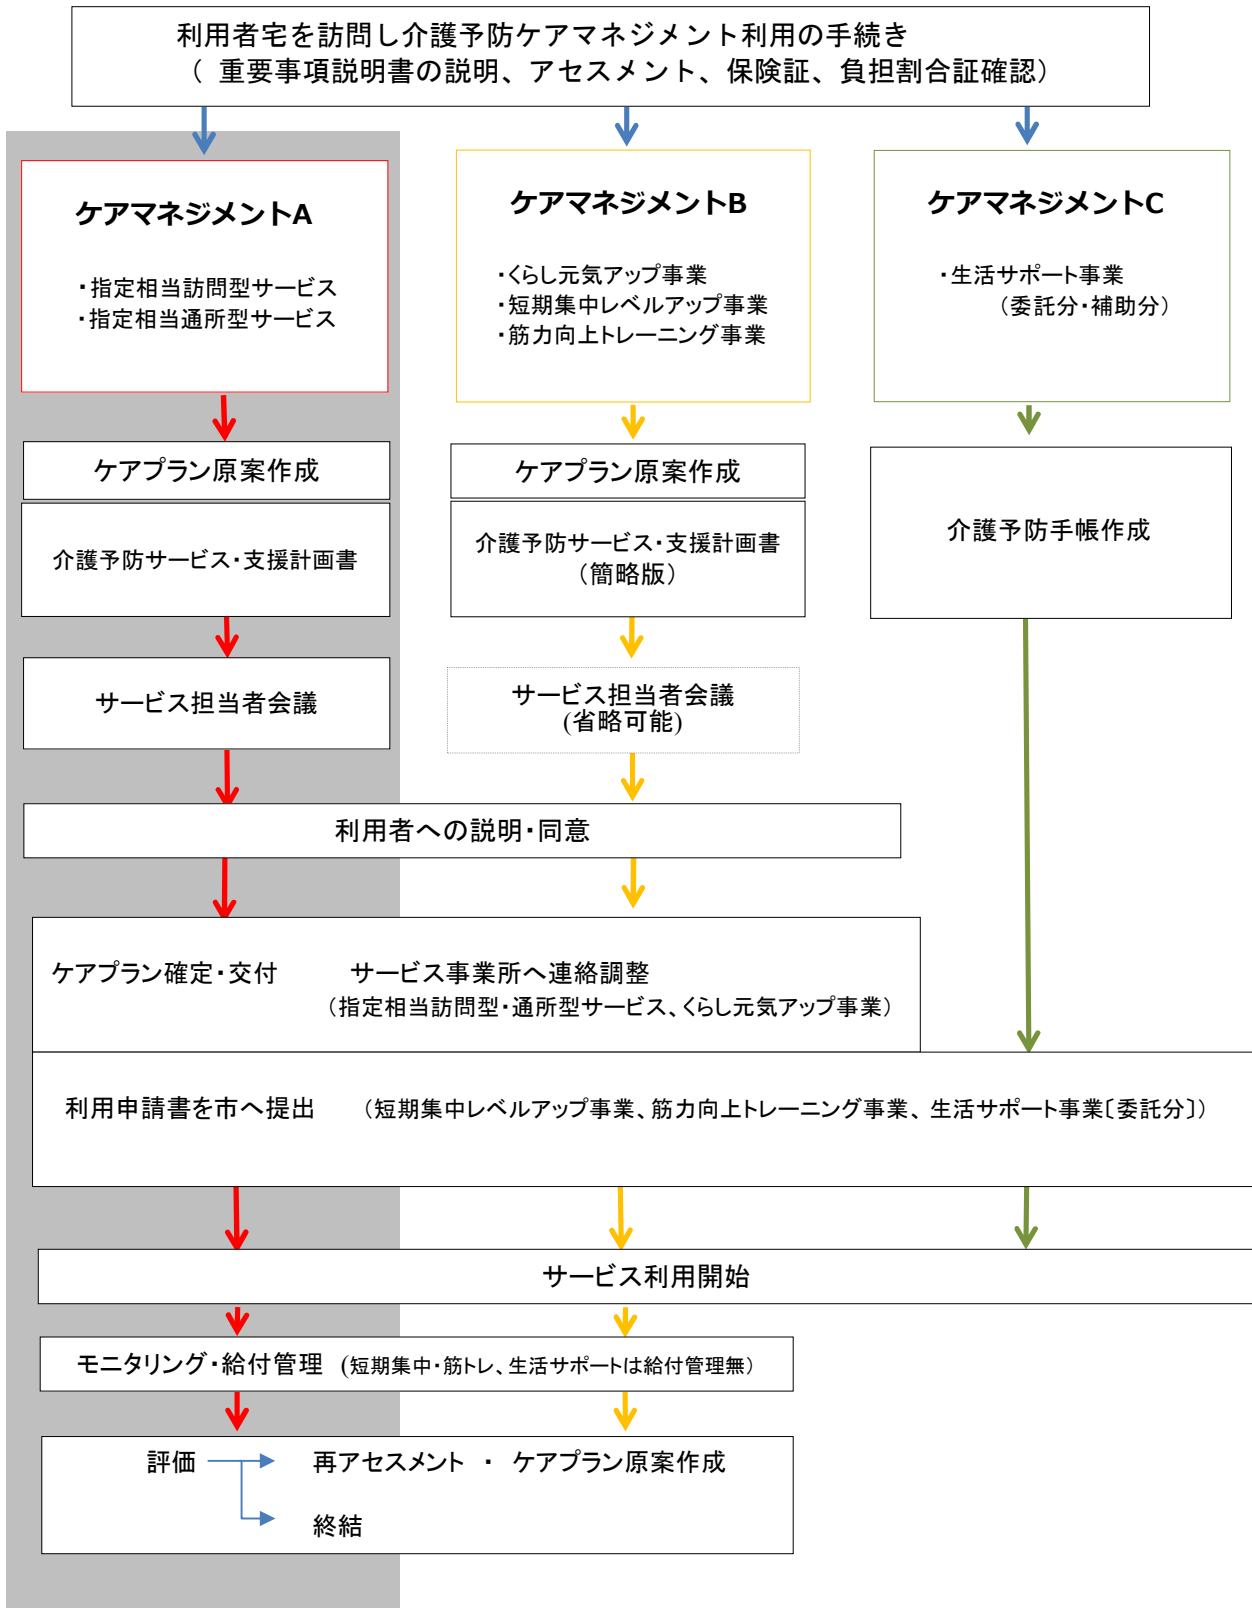 利用者宅を訪問し介護予防ケアマネジメント利用の手続き
（ 重要事項説明書の説明、アセスメント、保険証、負担割合証確認）
ケアマネジメントA
・指定相当訪問型サービス
・指定相当通所型サービス
ケアマネジメントB
・くらし元気アップ事業
・短期集中レベルアップ事業
・筋力向上トレーニング事業
ケアマネジメントC
・生活サポート事業
（委託分・補助分）
ケアプラン原案作成
介護予防サービス・支援計画書
ケアプラン原案作成
介護予防サービス・支援計画書
（簡略版）
介護予防手帳作成
サービス担当者会議
サービス担当者会議
(省略可能)
利用者への説明・同意
ケアプラン確定・交付 サービス事業所へ連絡調整
（指定相当訪問型・通所型サービス、くらし元気アップ事業）
利用申請書を市へ提出 （短期集中レベルアップ事業、筋力向上トレーニング事業、生活サポート事業〔委託分〕）
サービス利用開始
モニタリング・給付管理 (短期集中・筋トレ、生活サポートは給付管理無）
評価 再アセスメント ・ ケアプラン原案作成
終結